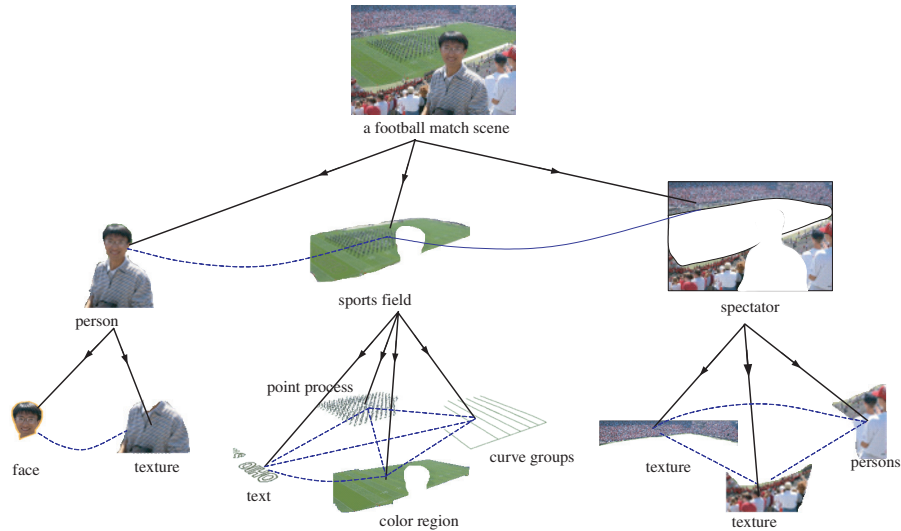 a football match scene
sports field
spectator
person
point process
curve groups
face
texture
text
color region
texture
persons
texture